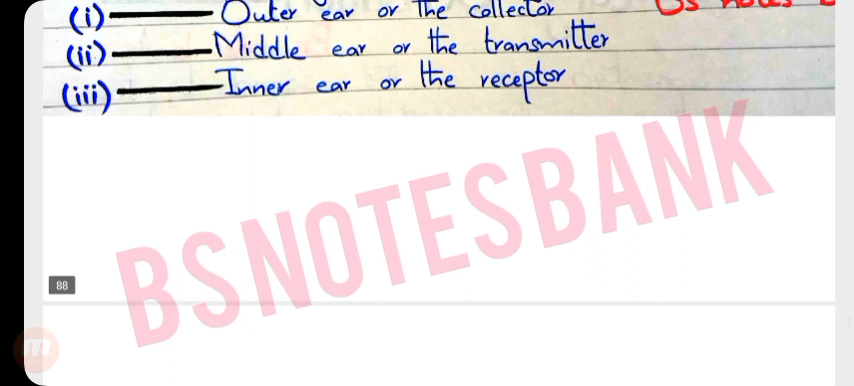 (i) Outer ear or the collector
(ii) Middle ear or the transmitter
(iii) Inner ear or the receptor
BSNOTESBANK
88
m